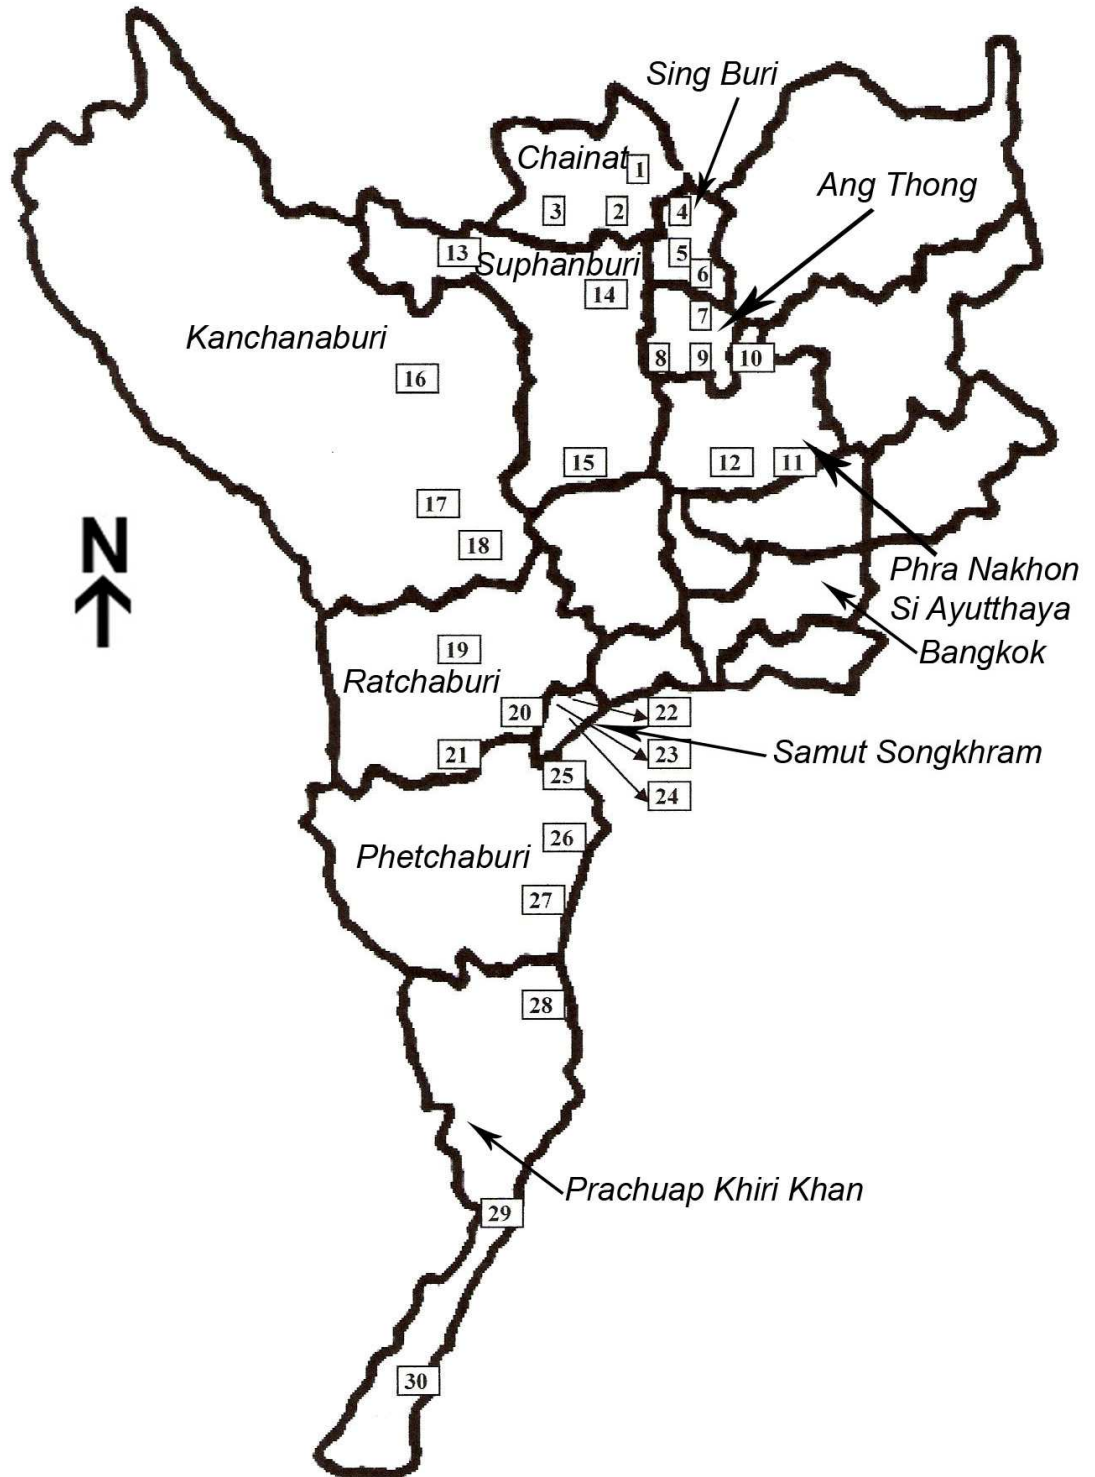 Sing Buri
Chainat
1
Ang Thong
3
2
4
13
Suphanburi
5
6
14
7
Kanchanaburi
8
9
10
16
15
12
11
17
N
18
Phra Nakhon
Si Ayutthaya
Bangkok
19
Ratchaburi
20
22
21
23
Samut Songkhram
25
24
26
Phetchaburi
27
28
Prachuap Khiri Khan
29
30